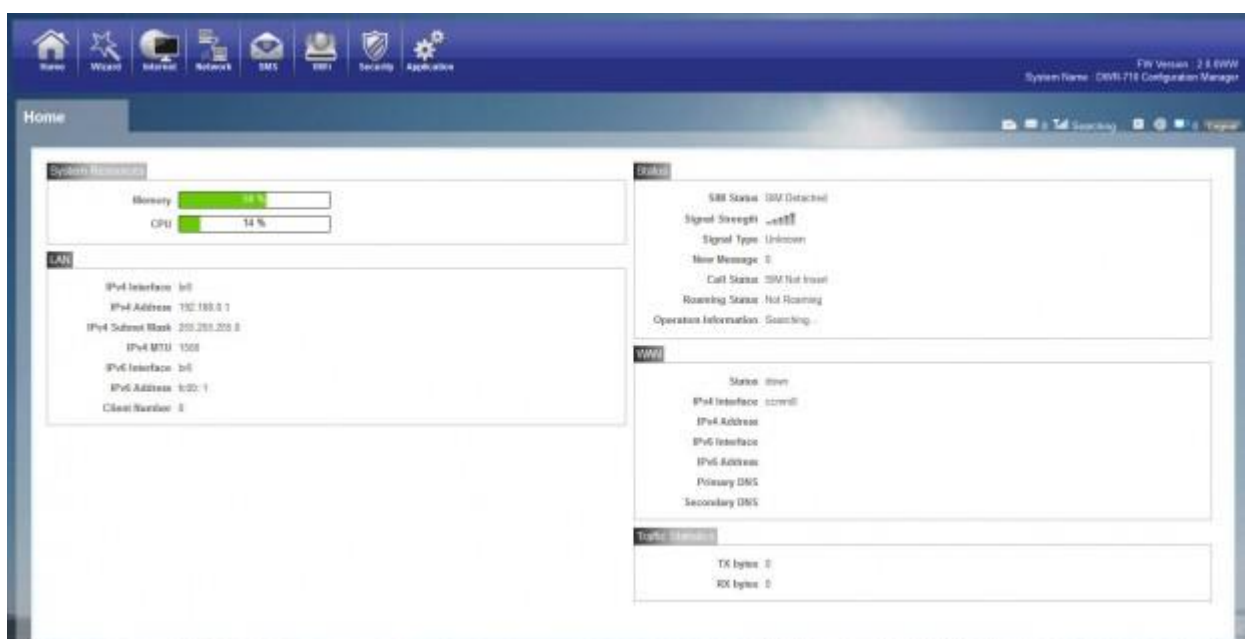 Home Wizard Internet Network SMS WiFi Security Application
FW Version :
System Name : Configuration Manager
Home
Searching
Logout
System Resources
Memory
CPU 14 %
LAN
IPv4 Interface br0
IPv4 Address 192.168.0.1
IPv4 Subnet Mask 255.255.255.0
IPv4 MTU 1500
IPv6 Interface br0
IPv6 Address
Client Number 0
Status
SIM Status SIM Detected
Signal Strength
Signal Type Unknown
New Message 0
Call Status SIM Not Insert
Roaming Status Not Roaming
Operation Information Searching...
WAN
Status down
IPv4 Interface
IPv4 Address
IPv6 Interface
IPv6 Address
Primary DNS
Secondary DNS
Traffic Statistics
TX bytes 0
RX bytes 0